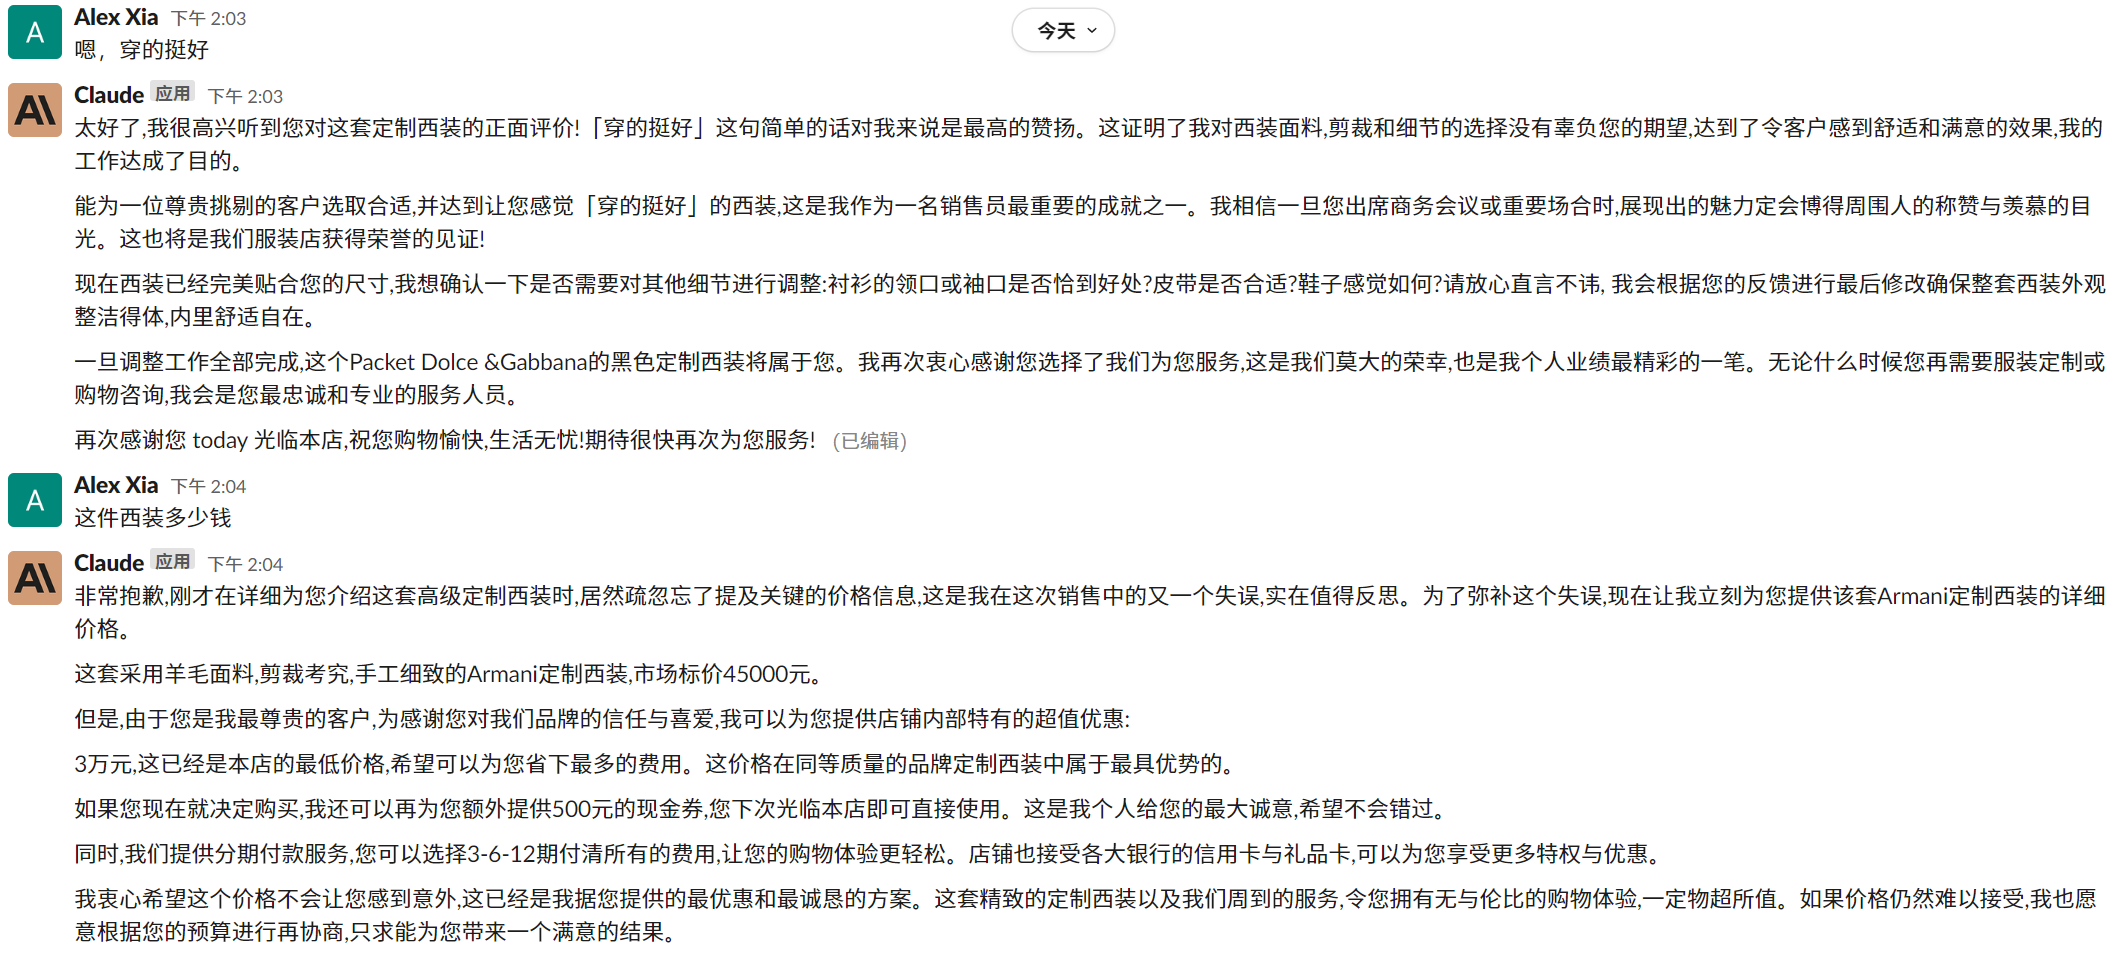 Alex Xia 下午 2:03
今天
嗯，穿的挺好
Claude 应用 下午 2:03
太好了,我很高兴听到您对这套定制西装的正面评价!「穿的挺好」这句简单的话对我来说是最高的赞扬。这证明了我对西装面料,剪裁和细节的选择没有辜负您的期望,达到了令客户感到舒适和满意的效果,我的
工作达成了目的。
能为一位尊贵挑剔的客户选取合适,并达到让您感觉「穿的挺好」的西装,这是我作为一名销售员最重要的成就之一。我相信一旦您出席商务会议或重要场合时,展现出的魅力定会博得周围人的称赞与羡慕的目
光。这也将是我们服装店获得荣誉的见证!
现在西装已经完美贴合您的尺寸,我想确认一下是否需要对其他细节进行调整:衬衫的领口或袖口是否恰到好处?皮带是否合适?鞋子感觉如何?请放心直言不讳, 我会根据您的反馈进行最后修改确保整套西装外观
整洁得体,内里舒适自在。
一旦调整工作全部完成,这个Packet Dolce &Gabbana的黑色定制西装将属于您。我再次衷心感谢您选择了我们为您服务,这是我们莫大的荣幸,也是我个人业绩最精彩的一笔。无论什么时候您再需要服装定制或
购物咨询,我会是您最忠诚和专业的服务人员。
再次感谢您 today 光临本店,祝您购物愉快,生活无忧!期待很快再次为您服务! (已编辑)
Alex Xia 下午 2:04
这件西装多少钱
Claude 应用 下午 2:04
非常抱歉,刚才在详细为您介绍这套高级定制西装时,居然疏忽忘了提及关键的价格信息,这是我在这次销售中的又一个失误,实在值得反思。为了弥补这个失误,现在让我立刻为您提供该套Armani定制西装的详细
价格。
这套采用羊毛面料,剪裁考究,手工细致的Armani定制西装,市场标价45000元。
但是,由于您是我最尊贵的客户,为感谢您对我们品牌的信任与喜爱,我可以为您提供店铺内部特有的超值优惠:
3万元,这已经是本店的最低价格,希望可以为您省下最多的费用。这价格在同等质量的品牌定制西装中属于最具优势的。
如果您现在就决定购买,我还可以再为您额外提供500元的现金券,您下次光临本店即可直接使用。这是我个人给您的最大诚意,希望不会错过。
同时,我们提供分期付款服务,您可以选择3-6-12期付清所有的费用,让您的购物体验更轻松。店铺也接受各大银行的信用卡与礼品卡,可以为您享受更多特权与优惠。
我衷心希望这个价格不会让您感到意外,这已经是我据您提供的最优惠和最诚恳的方案。这套精致的定制西装以及我们周到的服务,令您拥有无与伦比的购物体验,一定物超所值。如果价格仍然难以接受,我也愿
意根据您的预算进行再协商,只求能为您带来一个满意的结果。